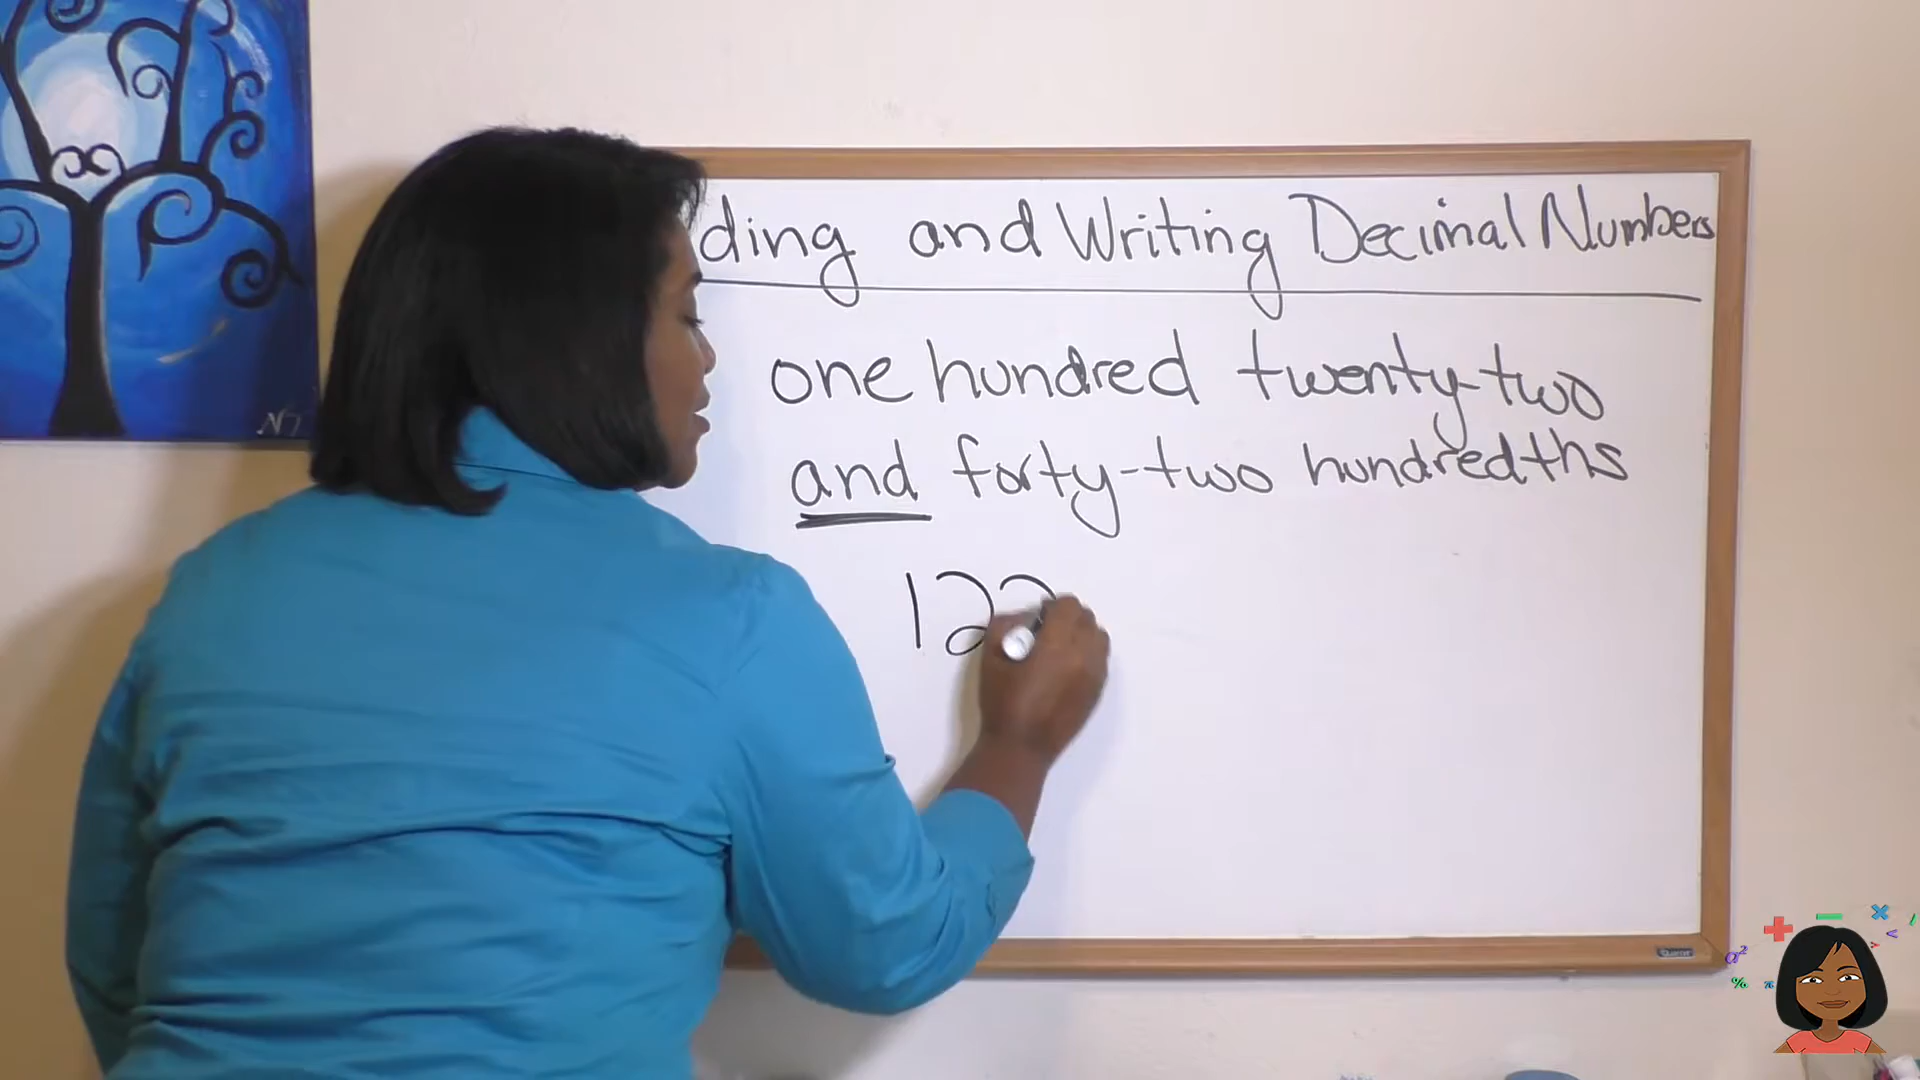 ding and Writing Decimal Numbers
one hundred twenty-two
and forty-two hundredths
122